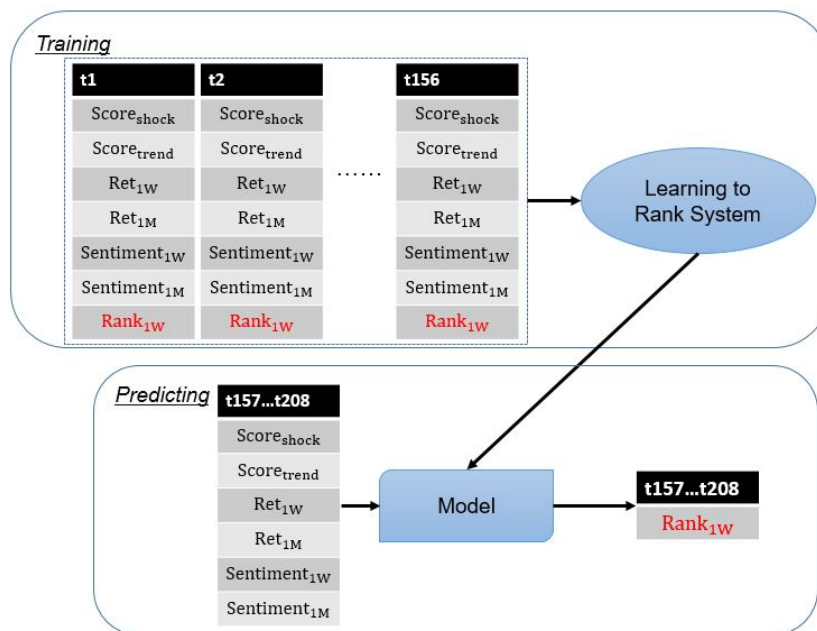 Training
t1
Score_shock
Score_trend
Ret_1W
Ret_1M
Sentiment_1W
Sentiment_1M
Rank_1W
t2
Score_shock
Score_trend
Ret_1W
Ret_1M
Sentiment_1W
Sentiment_1M
Rank_1W
......
t156
Score_shock
Score_trend
Ret_1W
Ret_1M
Sentiment_1W
Sentiment_1M
Rank_1W
Learning to
Rank System
Predicting
t157...t208
Score_shock
Score_trend
Ret_1W
Ret_1M
Sentiment_1W
Sentiment_1M
Model
t157...t208
Rank_1W